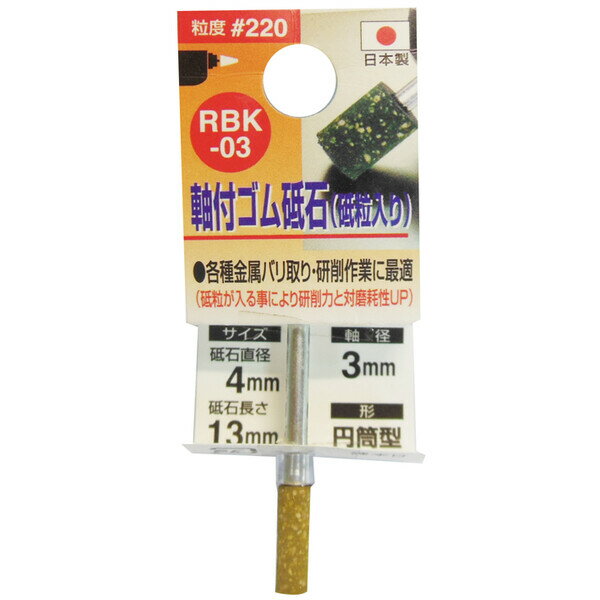 粒度 #220
日本製
RBK
-03
軸付ゴム砥石(砥粒入り)
●各種金属バリ取り・研削作業に最適
(砥粒が入る事により研削力と対磨耗性UP)
サイズ
砥石直径
4mm
砥石長さ
13mm
軸 径
3mm
形
円筒型